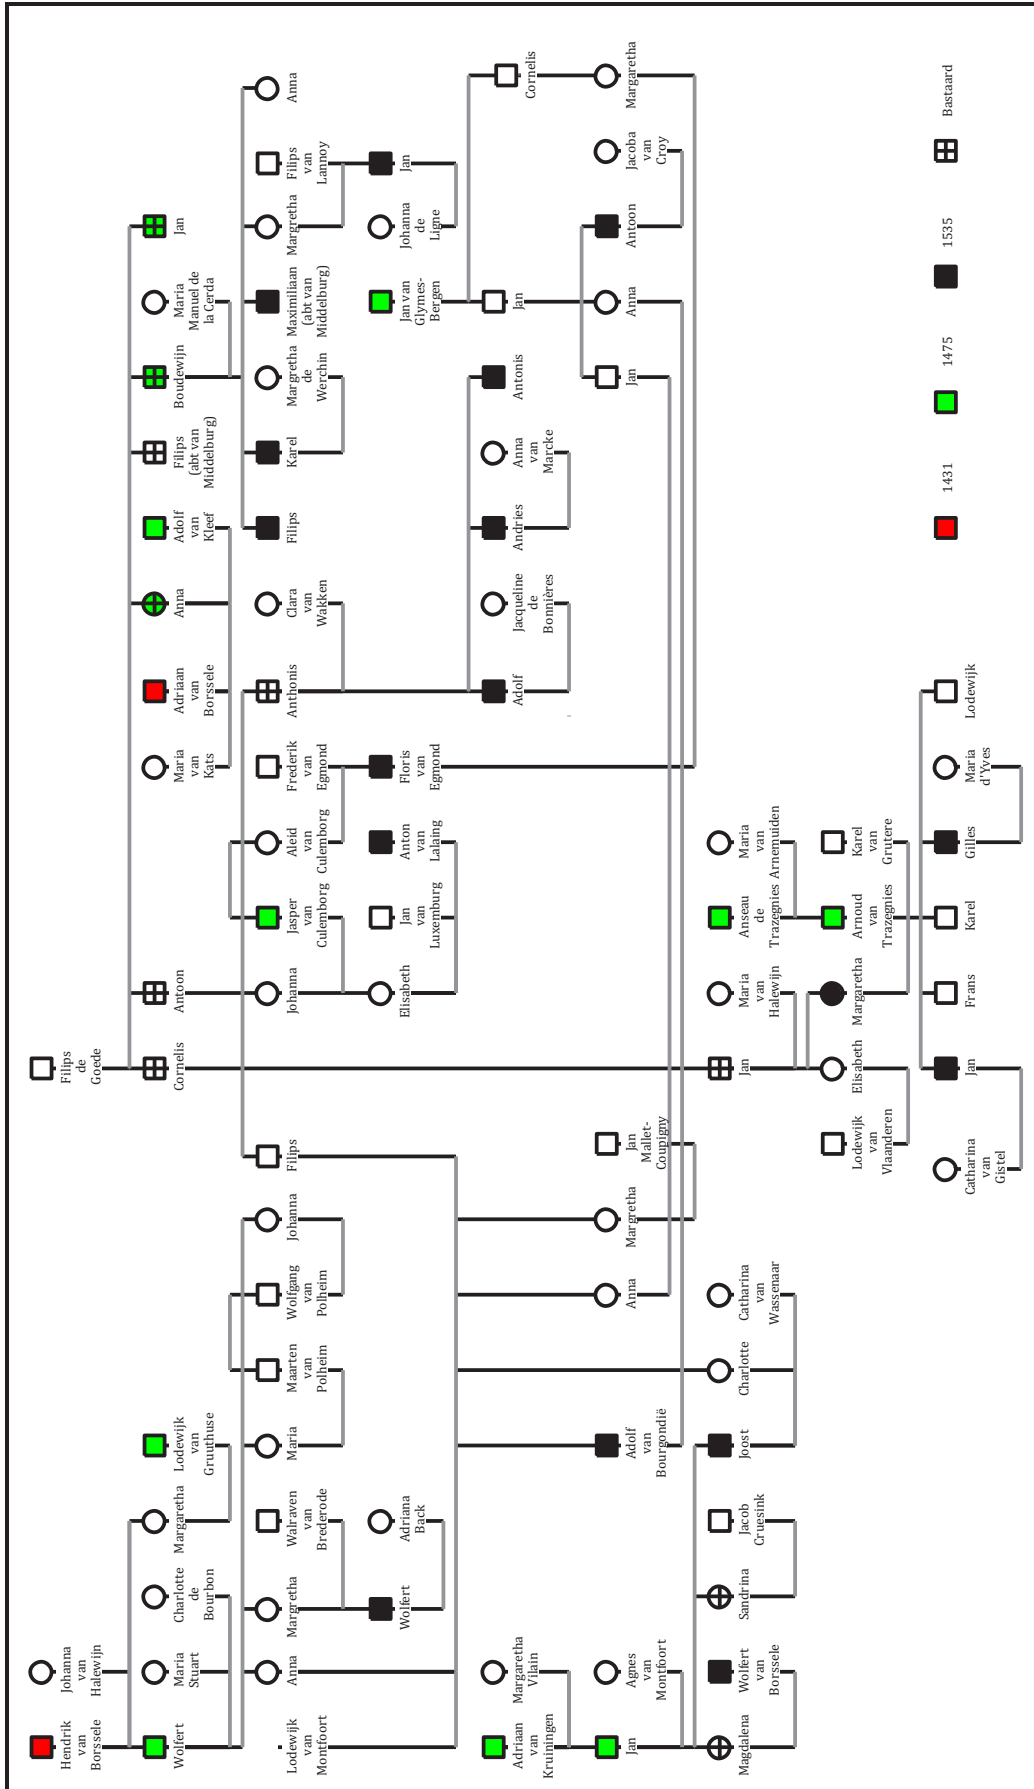 Hendrik
van
Borssele
Johanna
van
Halewijn
Filips
de
Goede
Wolfert
Maria
Stuart
Charlotte
de
Bourbon
Margaretha
Lodewijk
van
Gruuthuse
Cornelis
Antoon
Maria
van
Kats
Adriaan
van
Borssele
Anna
Adolf
van
Kleef
Filips
(abt van
Middelburg)
Boudewijn
Maria
Manuel de
la Cerda
Jan
Lodewijk
van
Montfoort
Anna
Margretha
Walraven
van
Brederode
Maria
Maarten
van
Polheim
Wolfgang
van
Polheim
Johanna
Filips
Johanna
Jasper
van
Culemborg
Aleid
van
Culemborg
Frederik
van
Egmond
Anthonis
Clara
van
Wakken
Filips
Karel
Margretha
de
Werchin
Maximiliaan
(abt van
Middelburg)
Margretha
Filips
van
Lannoy
Anna
Wolfert
Adriana
Back
Elisabeth
Jan
van
Luxemburg
Anton
van
Lalaing
Floris
van
Egmond
Jan van
Glymes-
Bergen
Johanna
de
Ligne
Jan
Adriaan
van
Kruiningen
Margaretha
Vilain
Adolf
Jacqueline
de
Bonnières
Andries
Anna
van
Marcke
Antonis
Jan
Cornelis
Jan
Agnes
van
Montfoort
Adolf
van
Bourgondië
Anna
Margretha
Jan
Mallet-
Coupigny
Jan
Anna
Antoon
Jacoba
van
Croy
Margaretha
Magdalena
Wolfert
van
Borssele
Sandrina
Jacob
Cruesink
Joost
Charlotte
Catharina
van
Wassenaar
Jan
Maria
van
Halewijn
Anseau
de
Trazegnies
Maria
van
Arnemuiden
Lodewijk
van
Vlaanderen
Elisabeth
Margaretha
Arnoud
van
Trazegnies
Karel
van
Grutere
Catharina
van
Gistel
Jan
Frans
Karel
Gilles
Maria
d'Yves
Lodewijk
1431
1475
1535
Bastaard